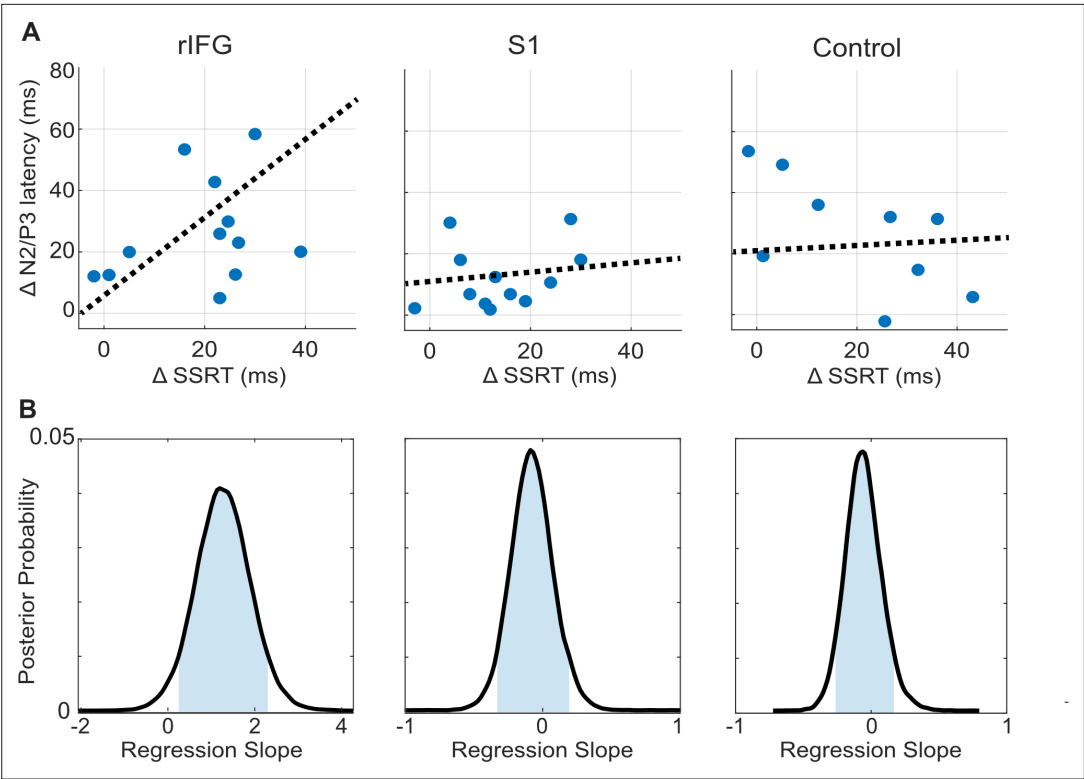 A
rIFG
S1
Control
Δ N2/P3 latency (ms)
80
60
40
20
0
0 20 40
0 20 40
0 20 40
Δ SSRT (ms)
Δ SSRT (ms)
Δ SSRT (ms)
B
Posterior Probability
0.05
0
-2 0 2 4
-1 0 1
-1 0 1
Regression Slope
Regression Slope
Regression Slope